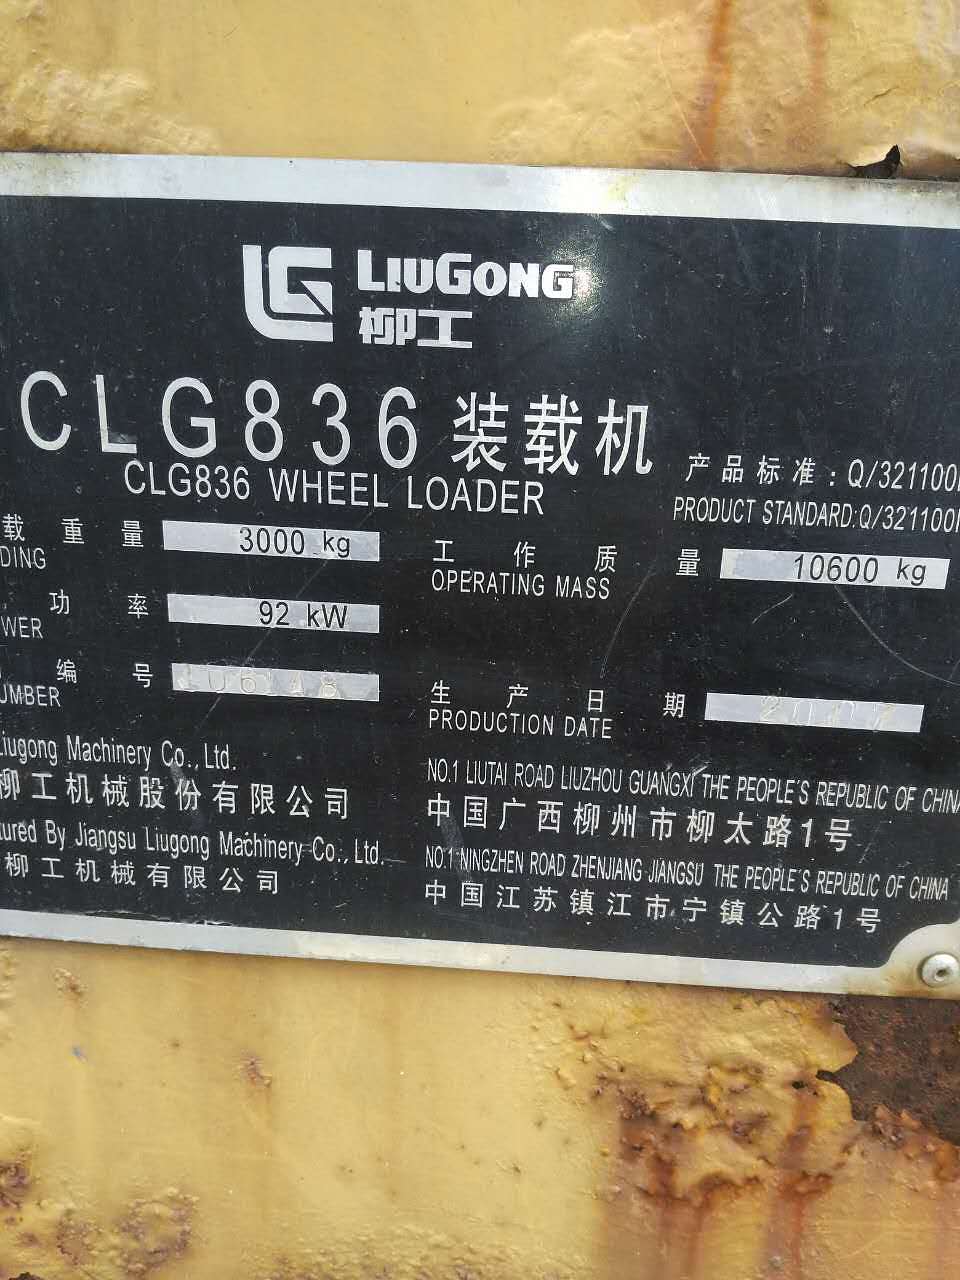 LIUGONG
柳工
CLG836 装载机
CLG836 WHEEL LOADER
产品标准：Q/321100
PRODUCT STANDARD:Q/321100
载重量 3000 kg
DING
工作质量 10600 kg
OPERATING MASS
功率 92 kW
WER
编号
UMBER
生产日期
PRODUCTION DATE
Liugong Machinery Co., Ltd.
柳工机械股份有限公司
tured By Jiangsu Liugong Machinery Co., Ltd.
柳工机械有限公司
NO.1 LIUTAI ROAD LIUZHOU GUANGXI THE PEOPLE'S REPUBLIC OF CHINA
中国广西柳州市柳太路1号
NO.1 NINGZHEN ROAD ZHENJIANG JIANGSU THE PEOPLE'S REPUBLIC OF CHINA
中国江苏镇江市宁镇公路1号